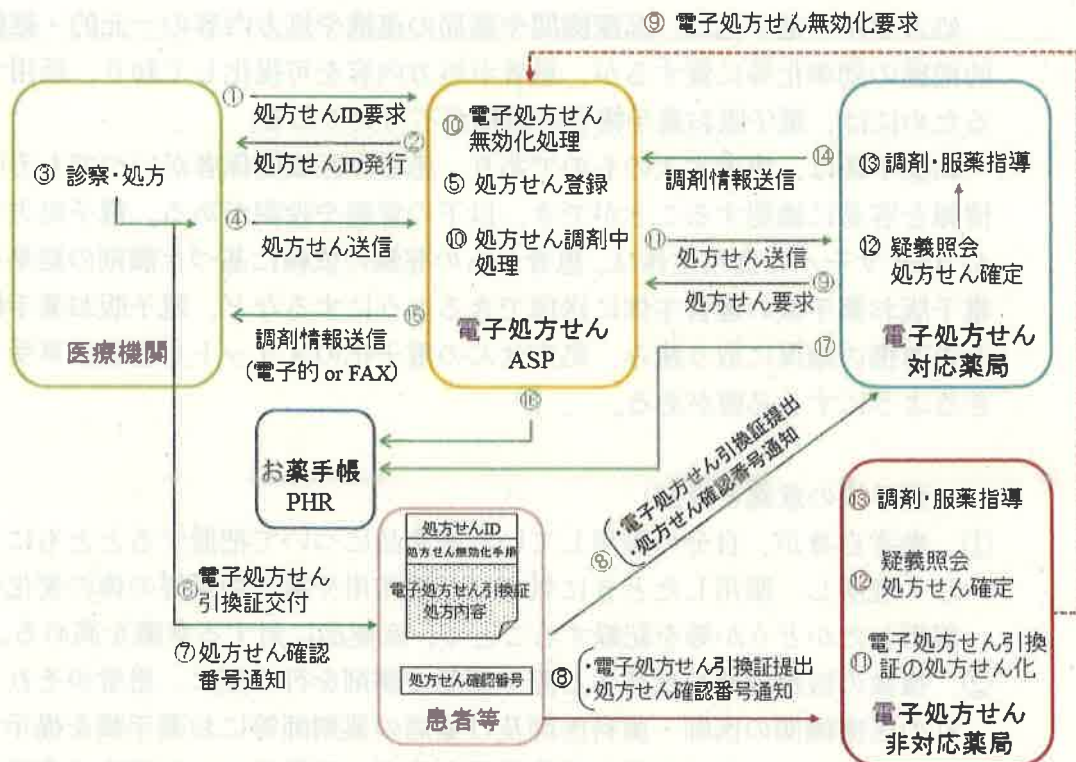 ⑨ 電子処方せん無効化要求
① 処方せんID要求
② 処方せんID発行
③ 診察・処方
④ 処方せん送信
⑮ 調剤情報送信
(電子的 or FAX)
医療機関
⑩ 電子処方せん
無効化処理
⑤ 処方せん登録
⑩ 処方せん調剤中
処理
電子処方せん
ASP
⑭ 調剤情報送信
⑪ 処方せん送信
⑨ 処方せん要求
⑰
⑬ 調剤・服薬指導
⑫ 疑義照会
処方せん確定
電子処方せん
対応薬局
⑯
お薬手帳
PHR
⑧ ・電子処方せん引換証提出
・処方せん確認番号通知
処方せんID
処方せん無効化手順
電子処方せん引換証
処方内容
⑥ 電子処方せん
引換証交付
⑦ 処方せん確認
番号通知
処方せん確認番号
患者等
⑧ ・電子処方せん引換証提出
・処方せん確認番号通知
⑬ 調剤・服薬指導
⑫ 疑義照会
処方せん確定
⑪ 電子処方せん引換
証の処方せん化
電子処方せん
非対応薬局